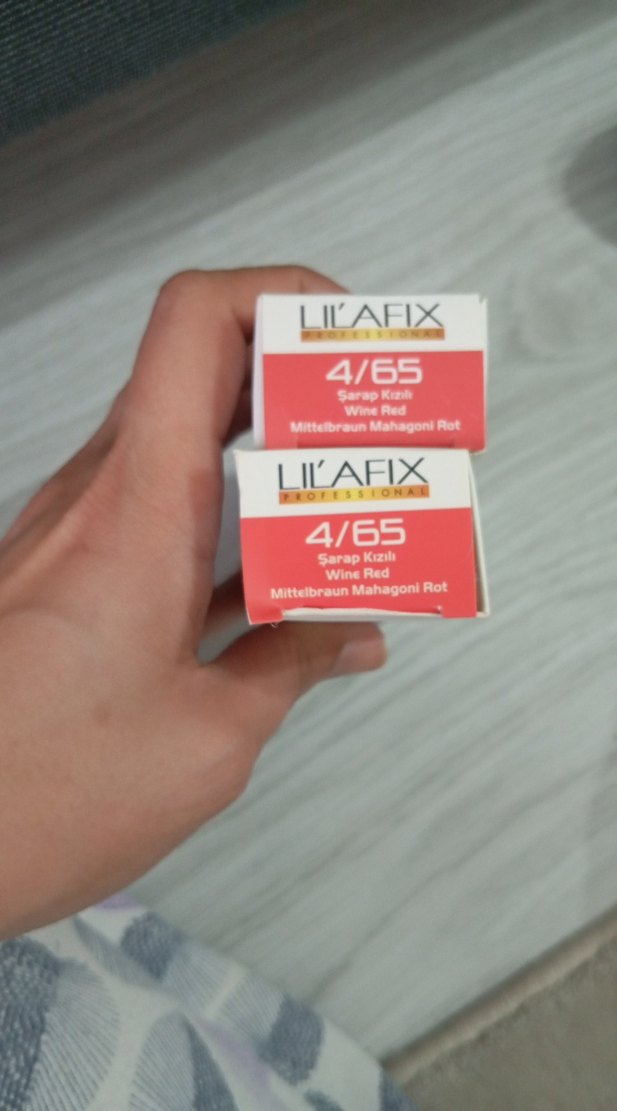 LIL'AFIX
PROFESSIONAL
4/65
Şarap Kızılı
Wine Red
Mittelbraun Mahagoni Rot
LIL'AFIX
PROFESSIONAL
4/65
Şarap Kızılı
Wine Red
Mittelbraun Mahagoni Rot